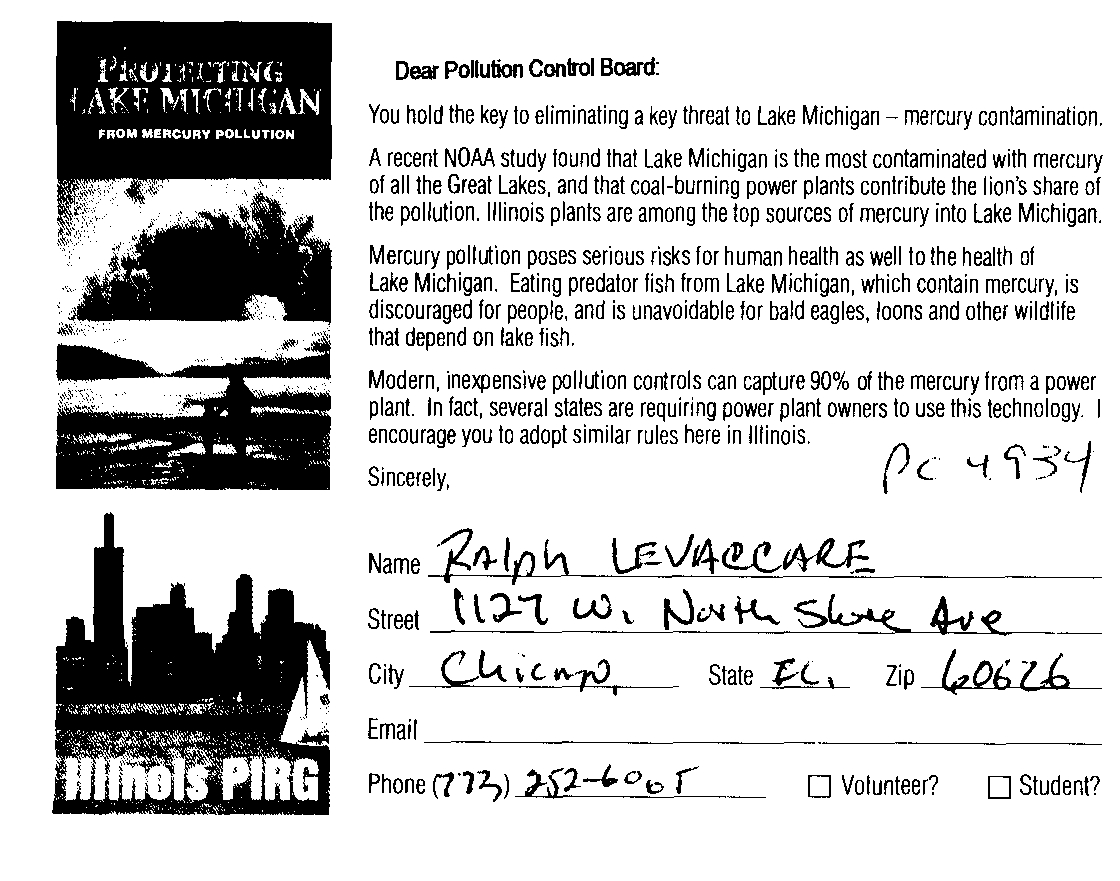 PROTECTING
LAKE MICHIGAN
FROM MERCURY POLLUTION
Illinois PIRG
Dear Pollution Control Board:
You hold the key to eliminating a key threat to Lake Michigan – mercury contamination.
A recent NOAA study found that Lake Michigan is the most contaminated with mercury
of all the Great Lakes, and that coal-burning power plants contribute the lion's share of
the pollution. Illinois plants are among the top sources of mercury into Lake Michigan.
Mercury pollution poses serious risks for human health as well to the health of
Lake Michigan. Eating predator fish from Lake Michigan, which contain mercury, is
discouraged for people, and is unavoidable for bald eagles, loons and other wildlife
that depend on lake fish.
Modern, inexpensive pollution controls can capture 90% of the mercury from a power
plant. In fact, several states are requiring power plant owners to use this technology. I
encourage you to adopt similar rules here in Illinois.
PC 4934
Sincerely,
Name RAlph LEVACCARE
Street 1127 W. North Shore Ave
City Chicago, State IL. Zip 60626
Email
Phone (773) 252-6005 Volunteer? Student?